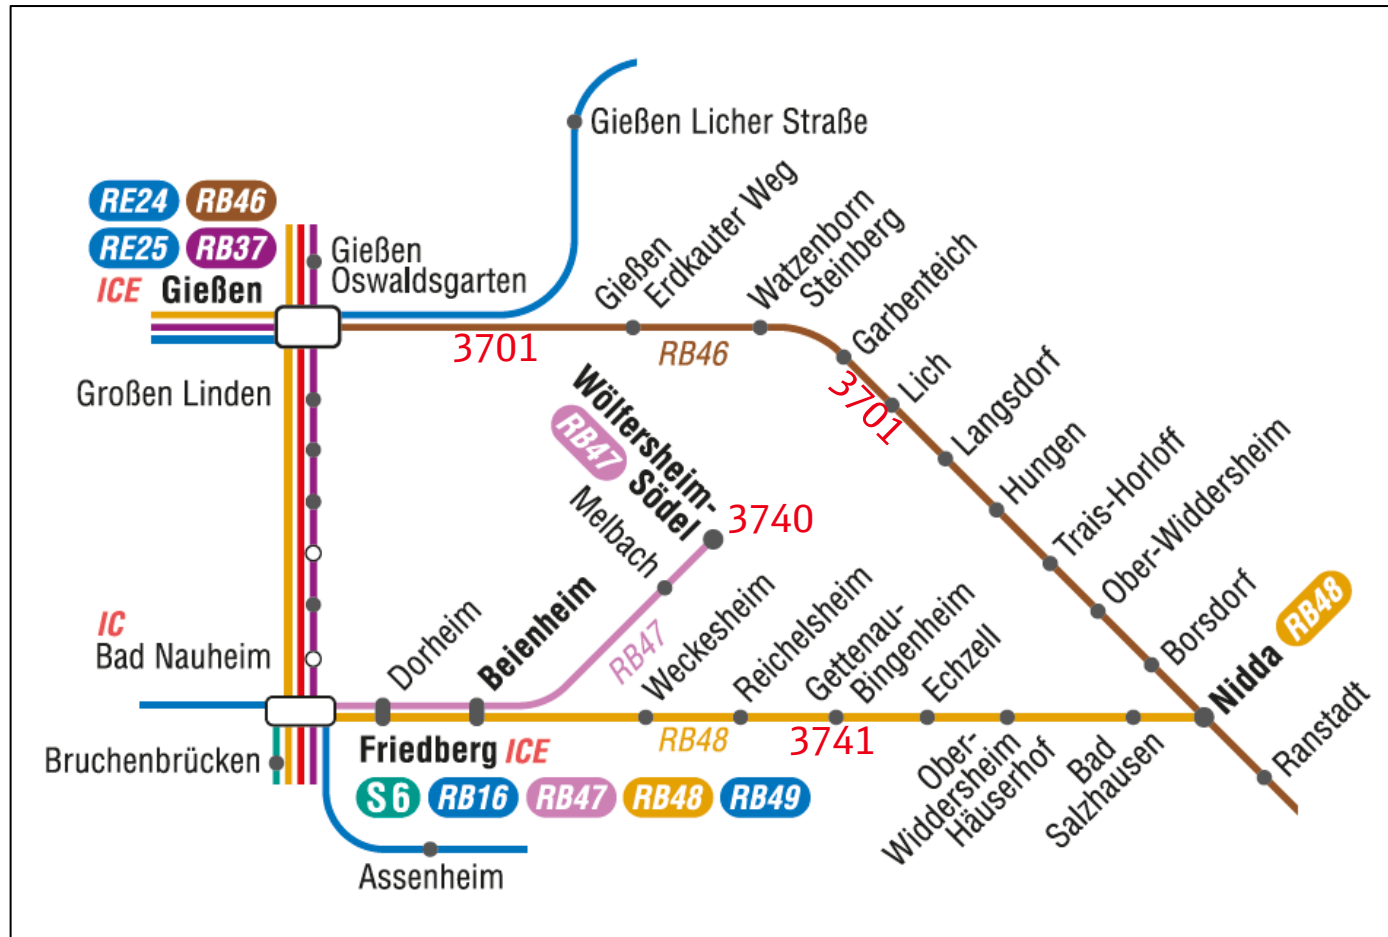 Gießen Licher Straße
RE24 RB46
RE25 RB37
ICE Gießen
Gießen
Oswaldsgarten
Gießen
Erdkauter Weg
Watzenborn
Steinberg
Garbenteich
3701
RB46
3701
Lich
Langsdorf
Hungen
Trais-Horloff
Ober-Widdersheim
Borsdorf
Nidda RB48
Ranstadt
Großen Linden
Wölfersheim-
Södel
RB47
3740
Melbach
RB47
IC
Bad Nauheim
Dorheim
Beienheim
Weckesheim
Reichelsheim
Gettenau-
Bingenheim
Echzell
Ober-
Widdersheim
Häuserhof
Bad
Salzhausen
RB48
3741
Bruchenbrücken
Friedberg ICE
S6 RB16 RB47 RB48 RB49
Assenheim